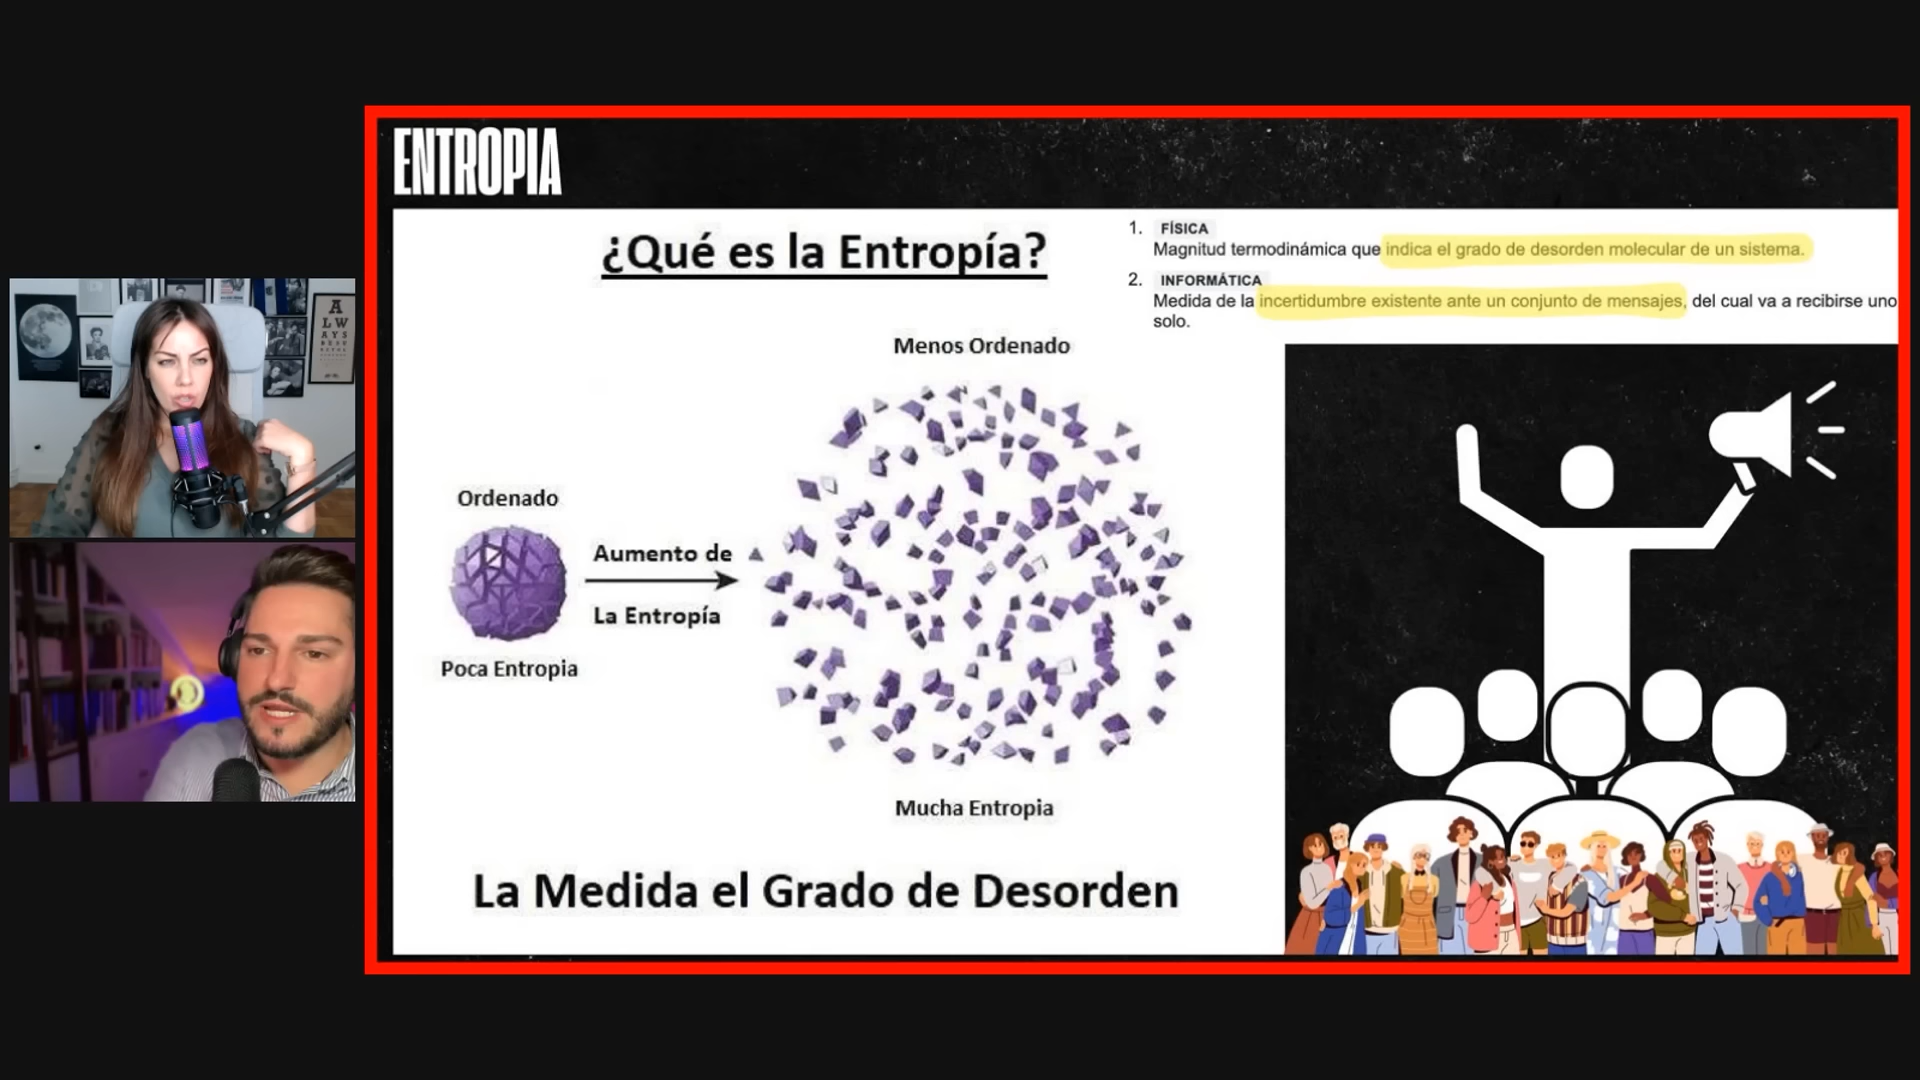 ENTROPIA
¿Qué es la Entropía?
1. FÍSICA
Magnitud termodinámica que indica el grado de desorden molecular de un sistema.
2. INFORMÁTICA
Medida de la incertidumbre existente ante un conjunto de mensajes, del cual va a recibirse uno
solo.
Menos Ordenado
Ordenado
Aumento de
La Entropía
Poca Entropia
Mucha Entropia
La Medida el Grado de Desorden
A
L W
A Y S